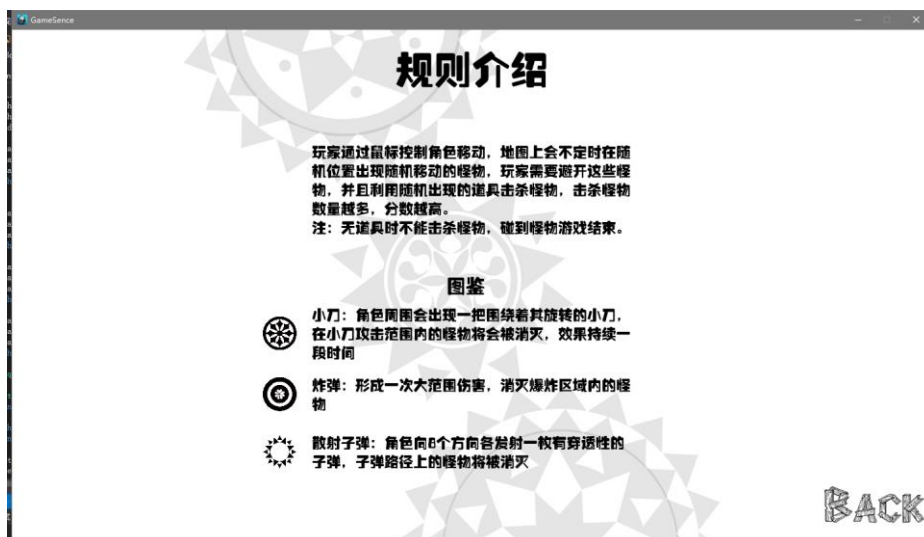 GameSence
规则介绍
玩家通过鼠标控制角色移动，地图上会不定时在随
机位置出现随机移动的怪物，玩家需要避开这些怪
物，并且利用随机出现的道具击杀怪物，击杀怪物
数量越多，分数越高。
注：无道具时不能击杀怪物，碰到怪物游戏结束。
图鉴
小刀：角色周围会出现一把围绕着其旋转的小刀，
在小刀攻击范围内的怪物将会被消灭，效果持续一
段时间
炸弹：形成一次大范围伤害，消灭爆炸区域内的怪
物
散射子弹：角色向8个方向各发射一枚有穿透性的
子弹，子弹路径上的怪物将被消灭
BACK